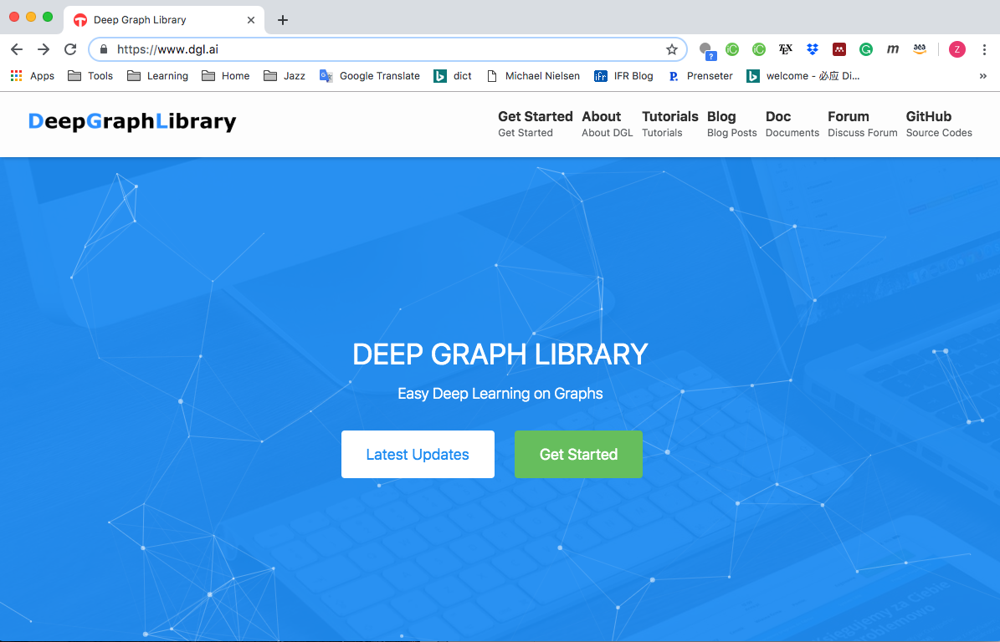 Deep Graph Library
https://www.dgl.ai
Apps Tools Learning Home Jazz Google Translate dict Michael Nielsen IFR Blog Prenseter welcome - 必应 Di...
DeepGraphLibrary
Get Started About Tutorials Blog Doc Forum GitHub
Get Started About DGL Tutorials Blog Posts Documents Discuss Forum Source Codes
DEEP GRAPH LIBRARY
Easy Deep Learning on Graphs
Latest Updates Get Started
za Ciebie